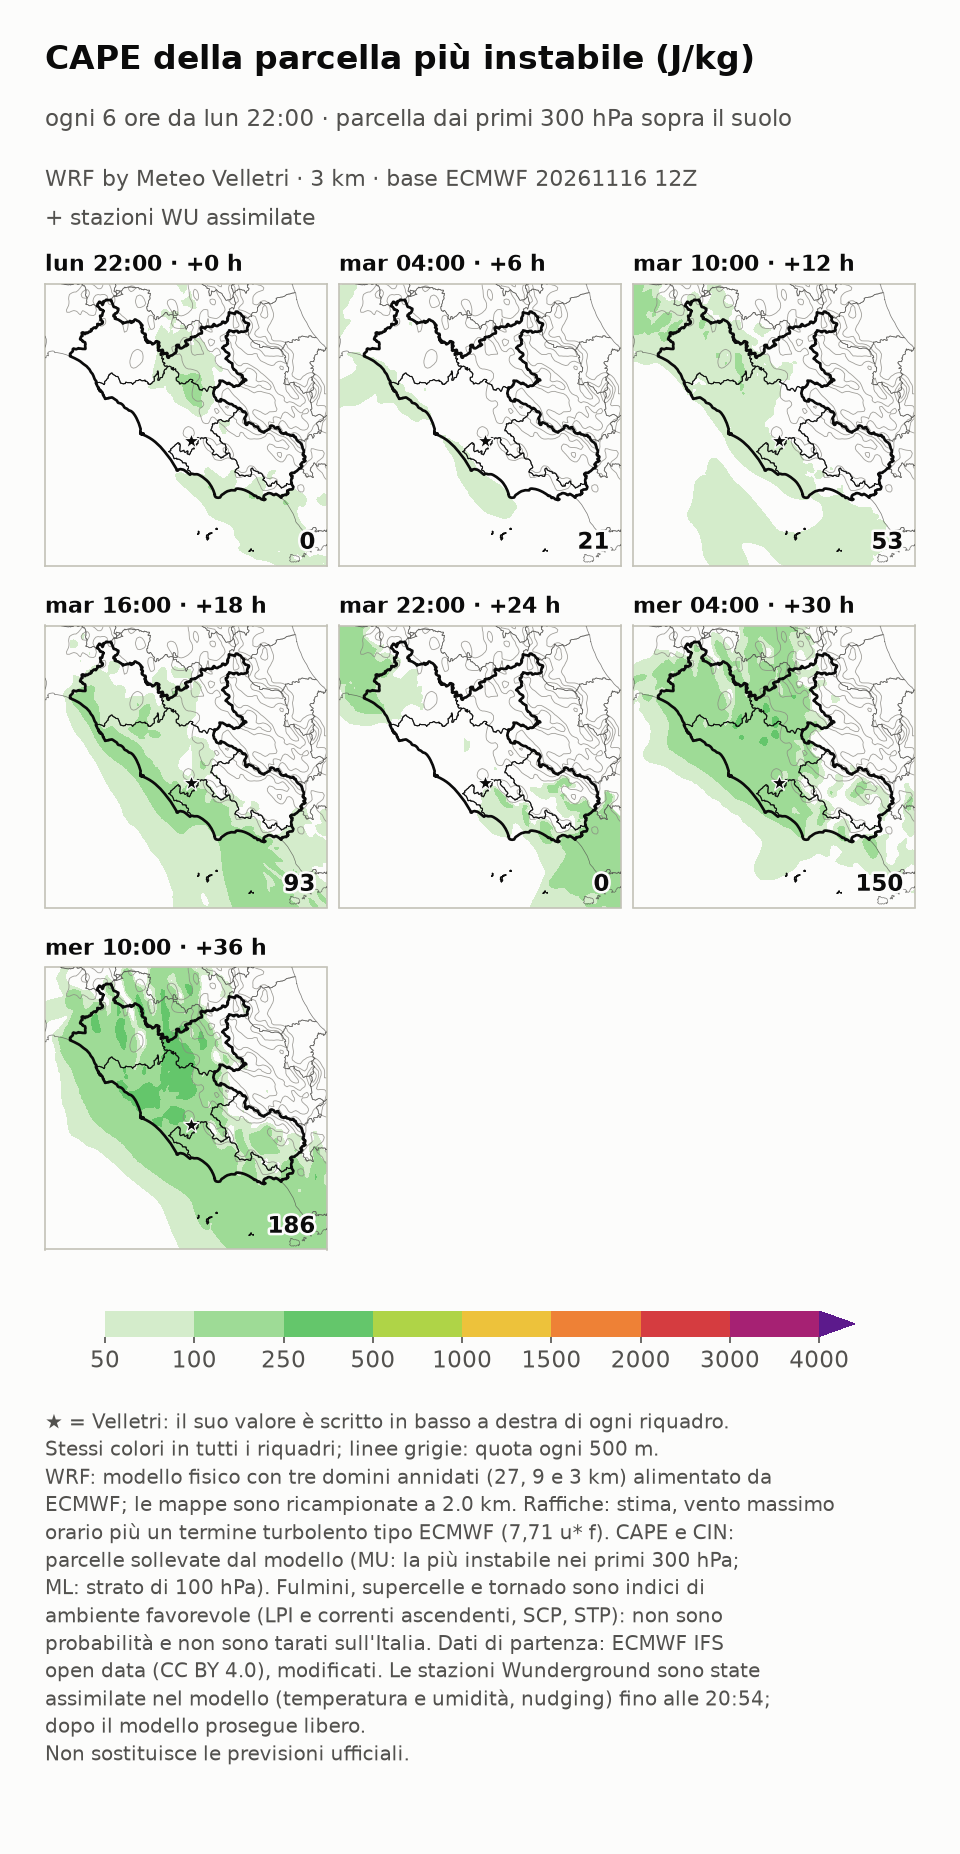 CAPE della parcella più instabile (J/kg)
ogni 6 ore da lun 22:00 · parcella dai primi 300 hPa sopra il suolo
WRF by Meteo Velletri · 3 km · base ECMWF 20261116 12Z
+ stazioni WU assimilate
lun 22:00 · +0 h
mar 04:00 · +6 h
mar 10:00 · +12 h
0
21
53
mar 16:00 · +18 h
mar 22:00 · +24 h
mer 04:00 · +30 h
93
0
150
mer 10:00 · +36 h
186
50 100 250 500 1000 1500 2000 3000 4000
★ = Velletri: il suo valore è scritto in basso a destra di ogni riquadro.
Stessi colori in tutti i riquadri; linee grigie: quota ogni 500 m.
WRF: modello fisico con tre domini annidati (27, 9 e 3 km) alimentato da
ECMWF; le mappe sono ricampionate a 2.0 km. Raffiche: stima, vento massimo
orario più un termine turbolento tipo ECMWF (7,71 u* f). CAPE e CIN:
parcelle sollevate dal modello (MU: la più instabile nei primi 300 hPa;
ML: strato di 100 hPa). Fulmini, supercelle e tornado sono indici di
ambiente favorevole (LPI e correnti ascendenti, SCP, STP): non sono
probabilità e non sono tarati sull'Italia. Dati di partenza: ECMWF IFS
open data (CC BY 4.0), modificati. Le stazioni Wunderground sono state
assimilate nel modello (temperatura e umidità, nudging) fino alle 20:54;
dopo il modello prosegue libero.
Non sostituisce le previsioni ufficiali.